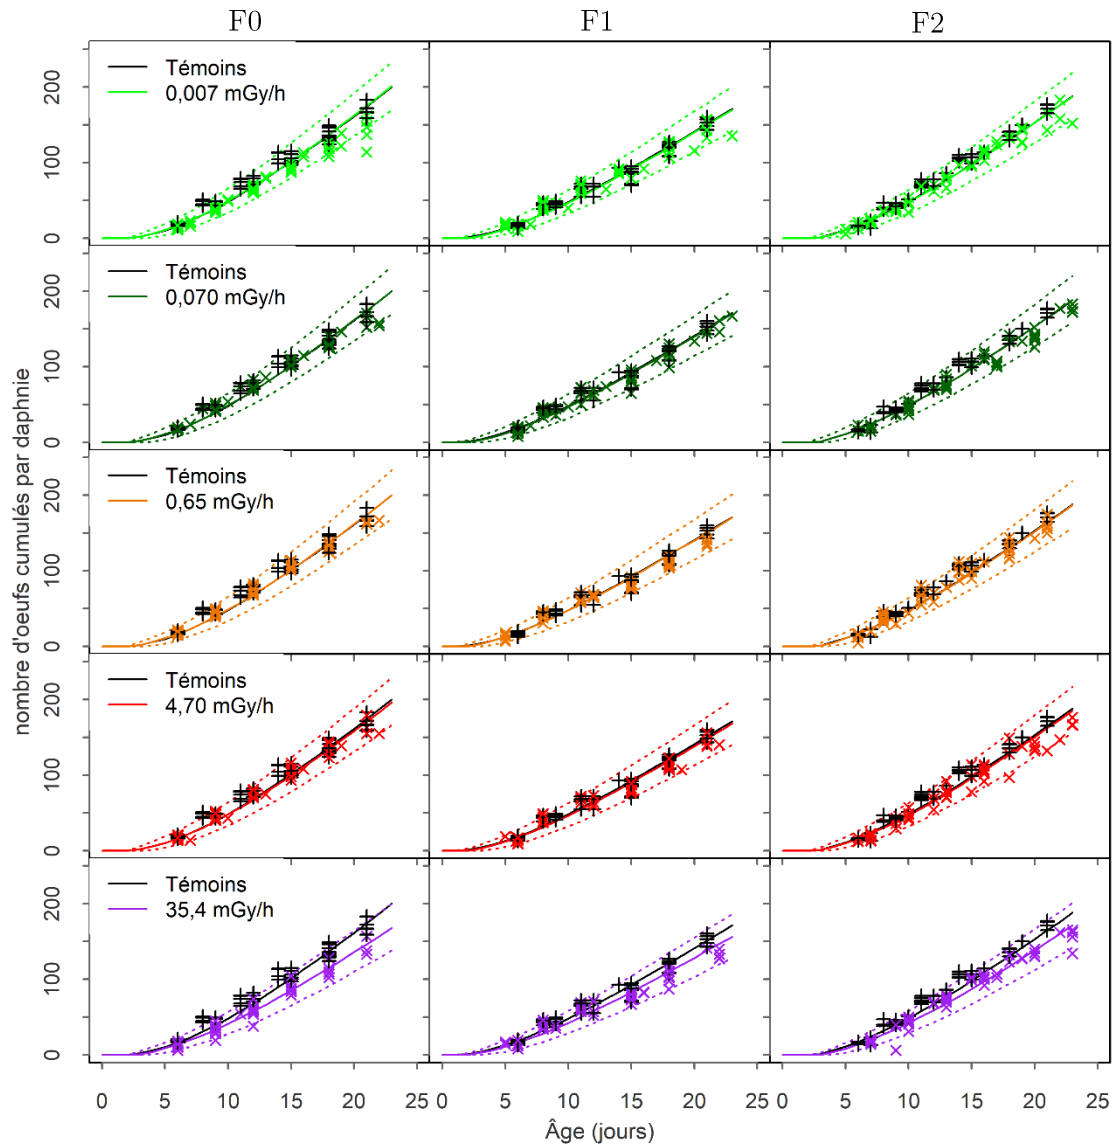 F0 F1 F2
Témoins
0,007 mGy/h
0 100 200
Témoins
0,070 mGy/h
0 100 200
Témoins
0,65 mGy/h
0 100 200
Témoins
4,70 mGy/h
0 100 200
Témoins
35,4 mGy/h
0 100 200
nombre d'oeufs cumulés par daphnie
0 5 10 15 20 25 0 5 10 15 20 25 0 5 10 15 20 25
Âge (jours)